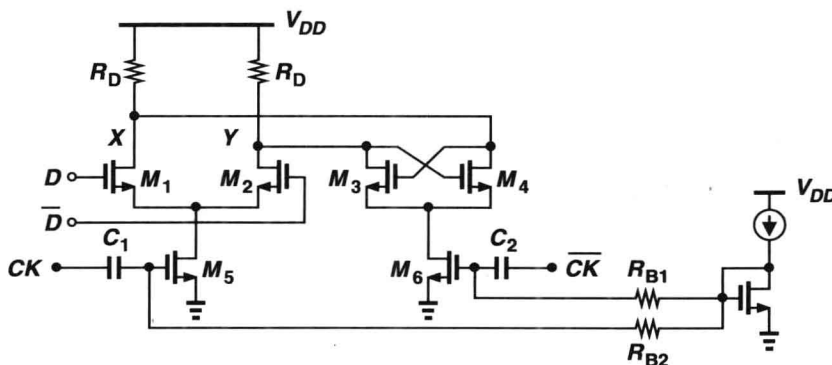 V_DD
R_D R_D
X Y
D M_1 M_2 M_3 M_4
V_DD
D̅
C_1 C_2
CK M_5 M_6 C̅K̅
R_B1
R_B2